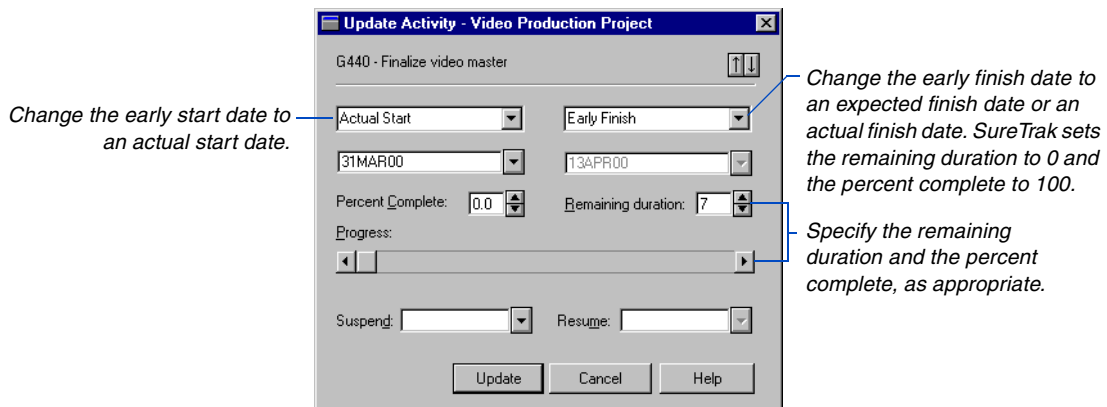 Update Activity - Video Production Project
G440 - Finalize video master
Change the early start date to
an actual start date.
Actual Start
Early Finish
31MAR00
13APR00
Percent Complete: 0.0
Remaining duration: 7
Progress:
Suspend:
Resume:
Update
Cancel
Help
Change the early finish date to
an expected finish date or an
actual finish date. SureTrak sets
the remaining duration to 0 and
the percent complete to 100.
Specify the remaining
duration and the percent
complete, as appropriate.